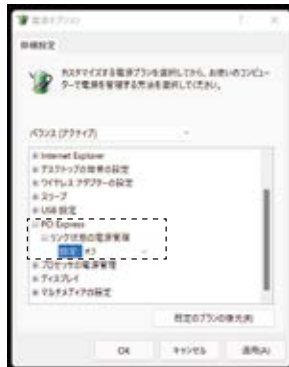 電源オプション
詳細設定
カスタマイズする電源プランを選択してから、お使いのコンピュー
ターで電源を管理する方法を選択してください。
バランス (アクティブ)
Internet Explorer
デスクトップの背景の設定
ワイヤレス アダプターの設定
スリープ
USB 設定
PCI Express
リンク状態の電源管理
設定: オフ
プロセッサの電源管理
ディスプレイ
マルチメディアの設定
既定のプランの復元(R)
OK
キャンセル
適用(A)